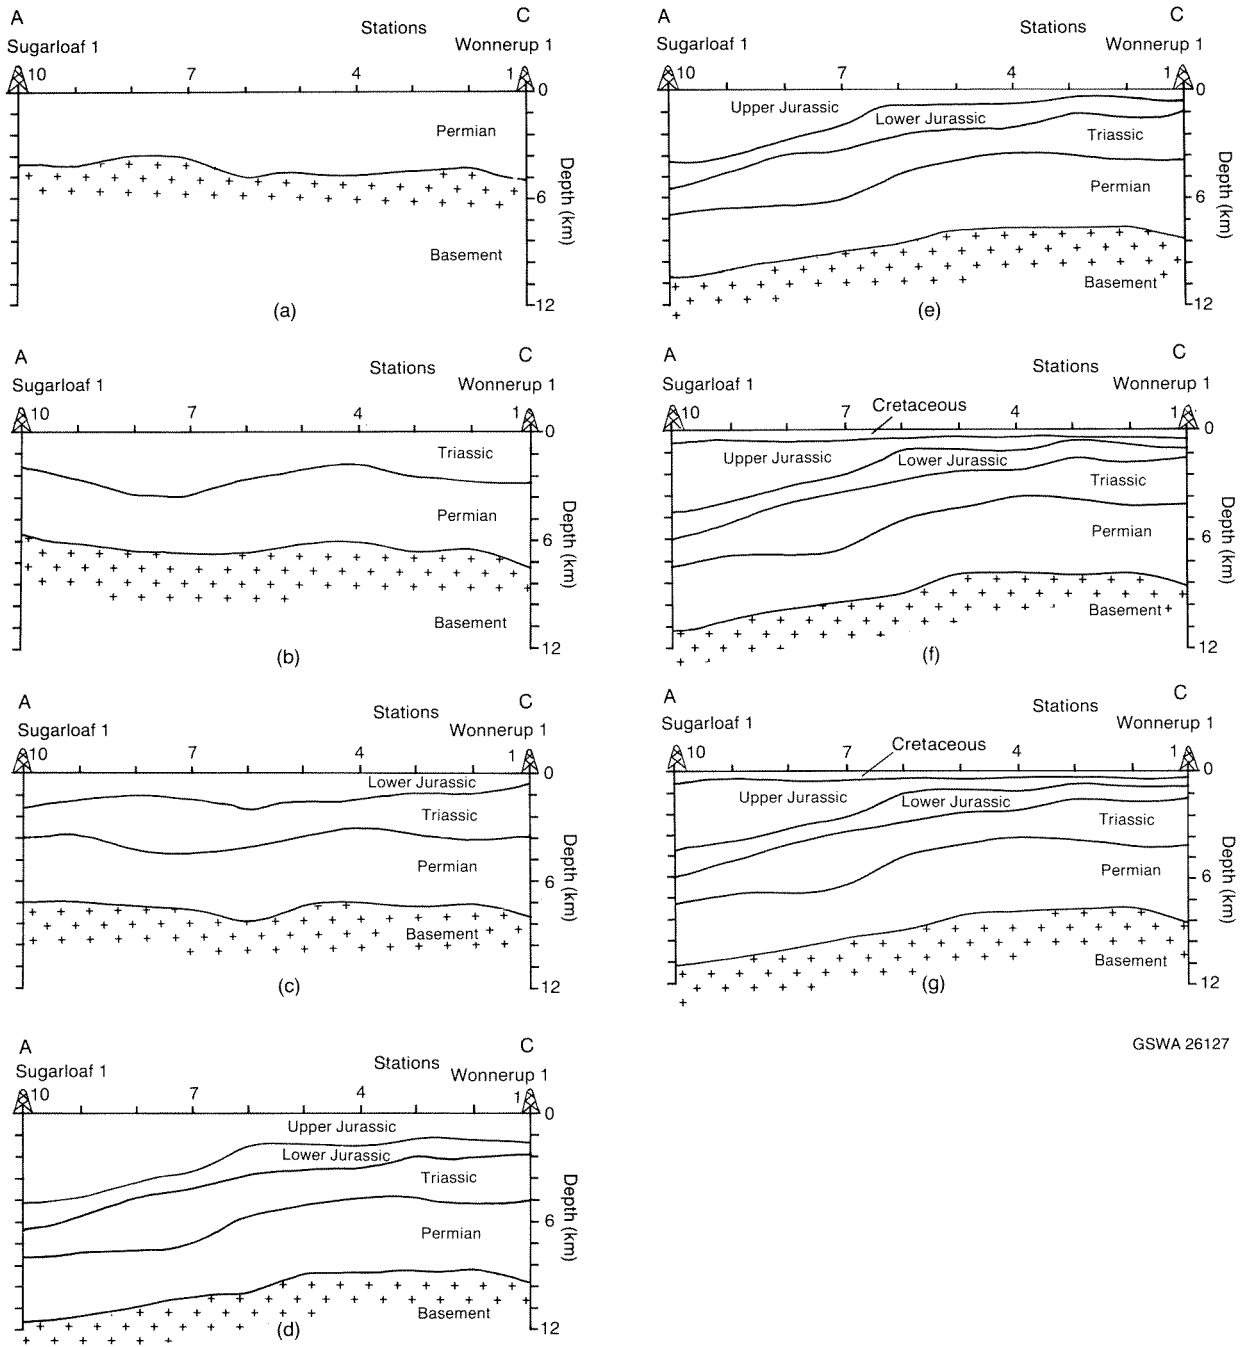 A
Stations
C
Sugarloaf 1
Wonnerup 1
10
7
4
1
0
Permian
6
Depth (km)
Basement
12
(a)
A
Stations
C
Sugarloaf 1
Wonnerup 1
10
7
4
1
0
Triassic
Permian
6
Depth (km)
Basement
12
(b)
A
Stations
C
Sugarloaf 1
Wonnerup 1
10
7
4
1
0
Lower Jurassic
Triassic
Permian
6
Depth (km)
Basement
12
(c)
A
Stations
C
Sugarloaf 1
Wonnerup 1
10
7
4
1
0
Upper Jurassic
Lower Jurassic
Triassic
6
Permian
Depth (km)
Basement
12
(d)
A
Stations
C
Sugarloaf 1
Wonnerup 1
10
7
4
1
0
Upper Jurassic
Lower Jurassic
Triassic
Permian
6
Depth (km)
Basement
12
(e)
A
Stations
C
Sugarloaf 1
Wonnerup 1
Cretaceous
10
7
4
1
0
Upper Jurassic
Lower Jurassic
Triassic
Permian
6
Depth (km)
Basement
12
(f)
A
Stations
C
Sugarloaf 1
Wonnerup 1
Cretaceous
10
7
4
1
0
Upper Jurassic
Lower Jurassic
Triassic
Permian
6
Depth (km)
Basement
12
(g)
GSWA 26127